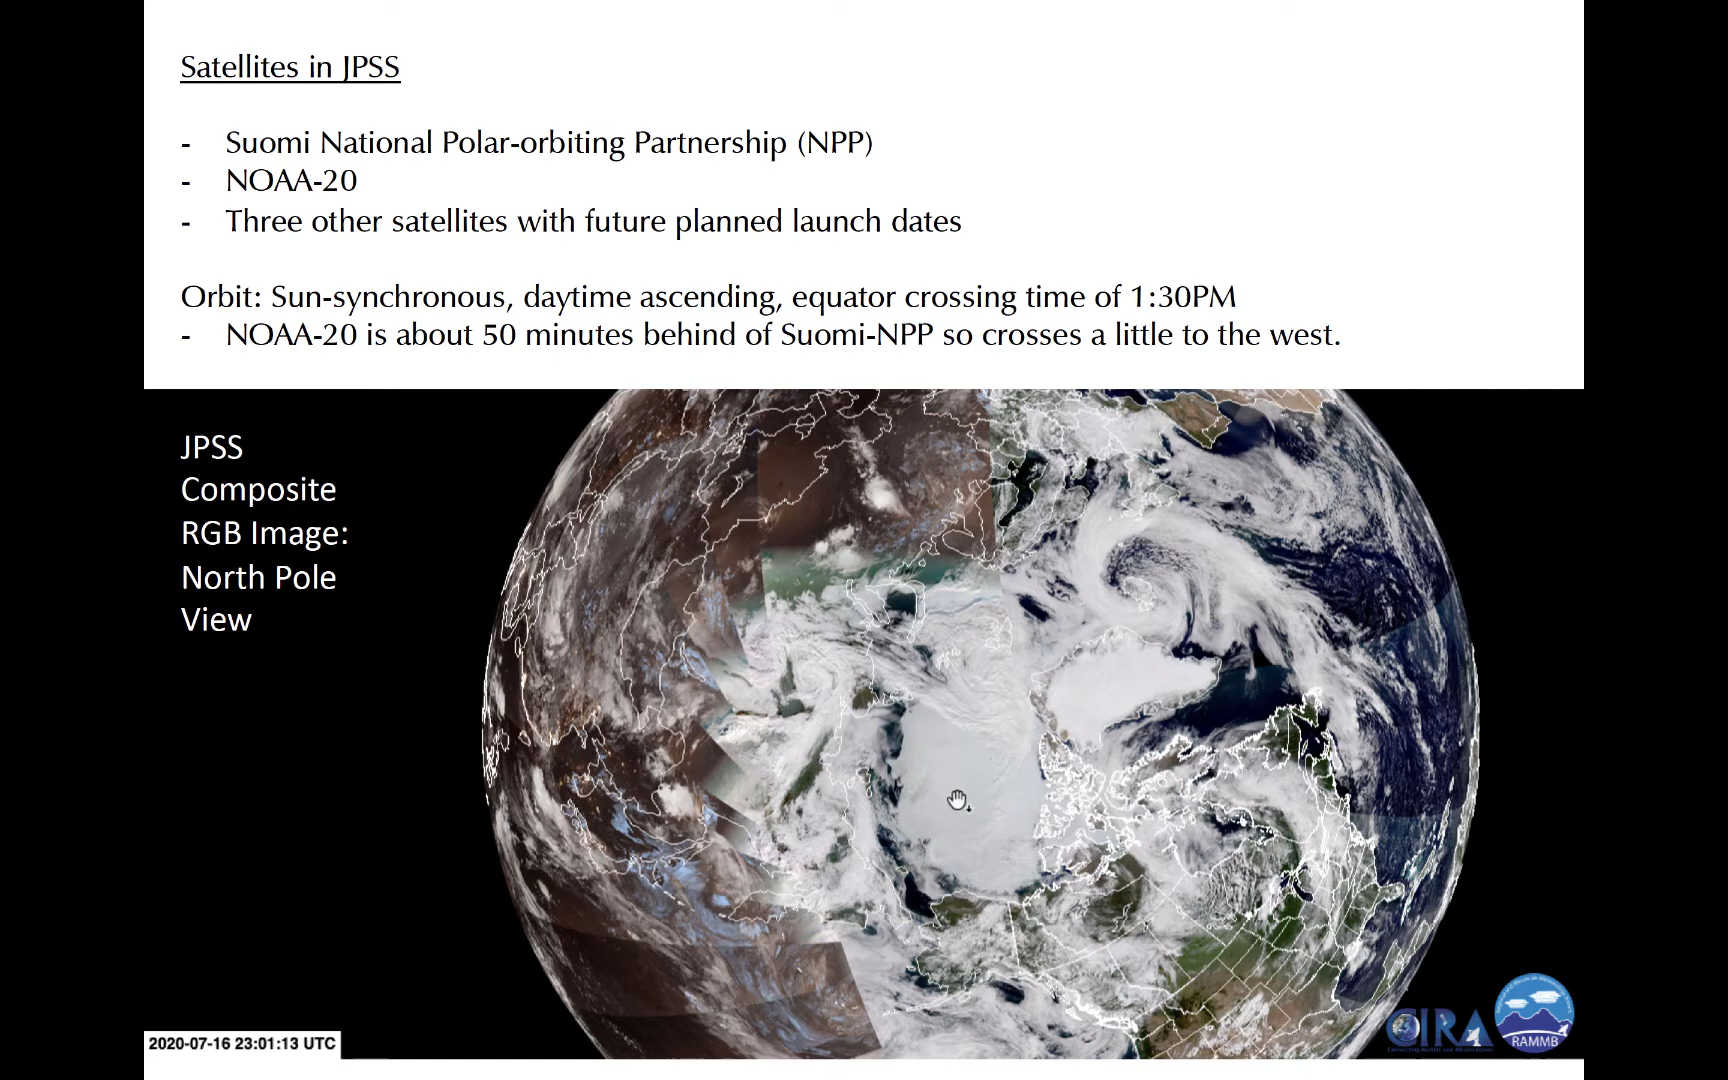 Satellites in JPSS
- Suomi National Polar-orbiting Partnership (NPP)
- NOAA-20
- Three other satellites with future planned launch dates
Orbit: Sun-synchronous, daytime ascending, equator crossing time of 1:30PM
- NOAA-20 is about 50 minutes behind of Suomi-NPP so crosses a little to the west.
JPSS
Composite
RGB Image:
North Pole
View
2020-07-16 23:01:13 UTC
CIRA
RAMMB